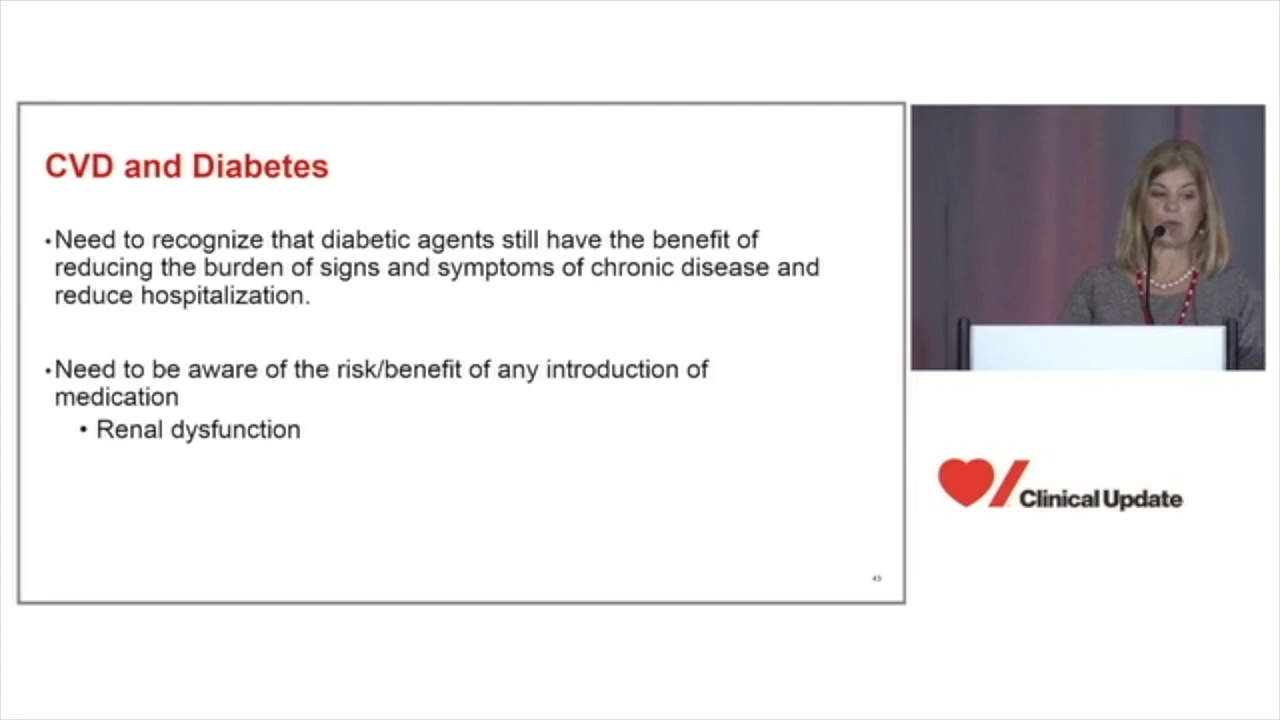 CVD and Diabetes
•Need to recognize that diabetic agents still have the benefit of
reducing the burden of signs and symptoms of chronic disease and
reduce hospitalization.
•Need to be aware of the risk/benefit of any introduction of
medication
• Renal dysfunction
43
Clinical Update